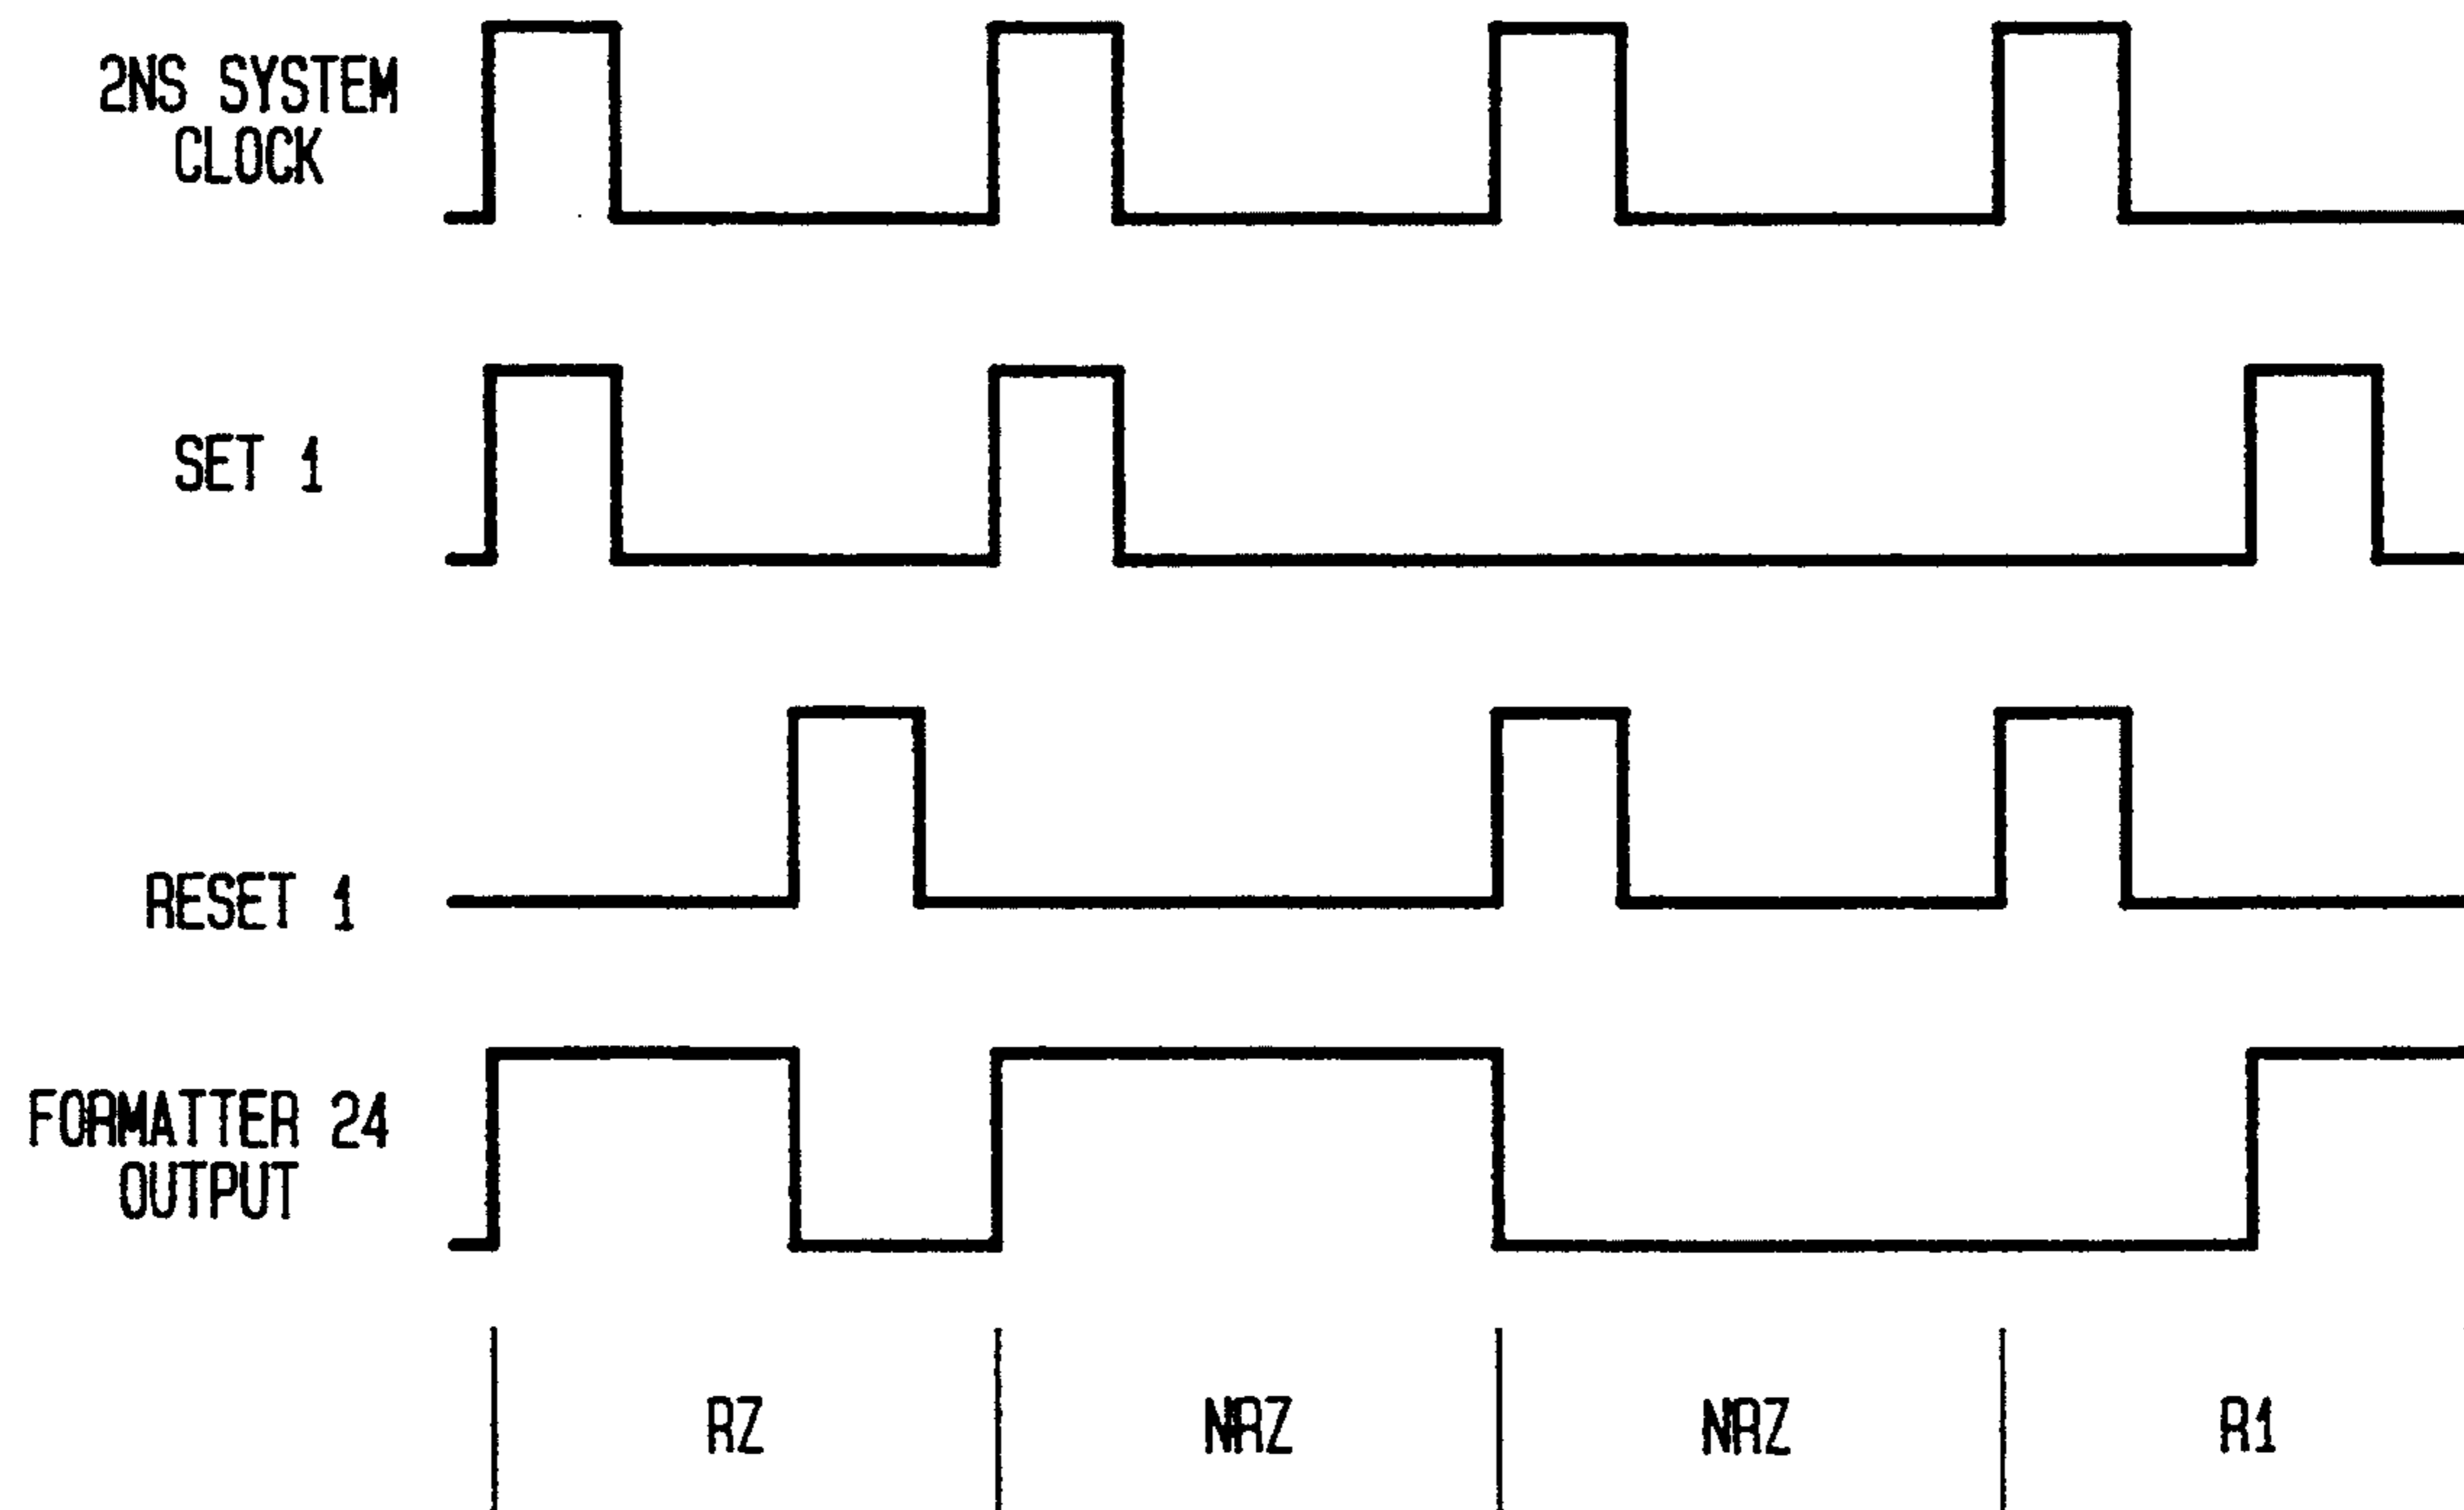 2NS SYSTEM
CLOCK
SET 1
RESET 1
FORMATTER 24
OUTPUT
RZ
NRZ
NRZ
R1